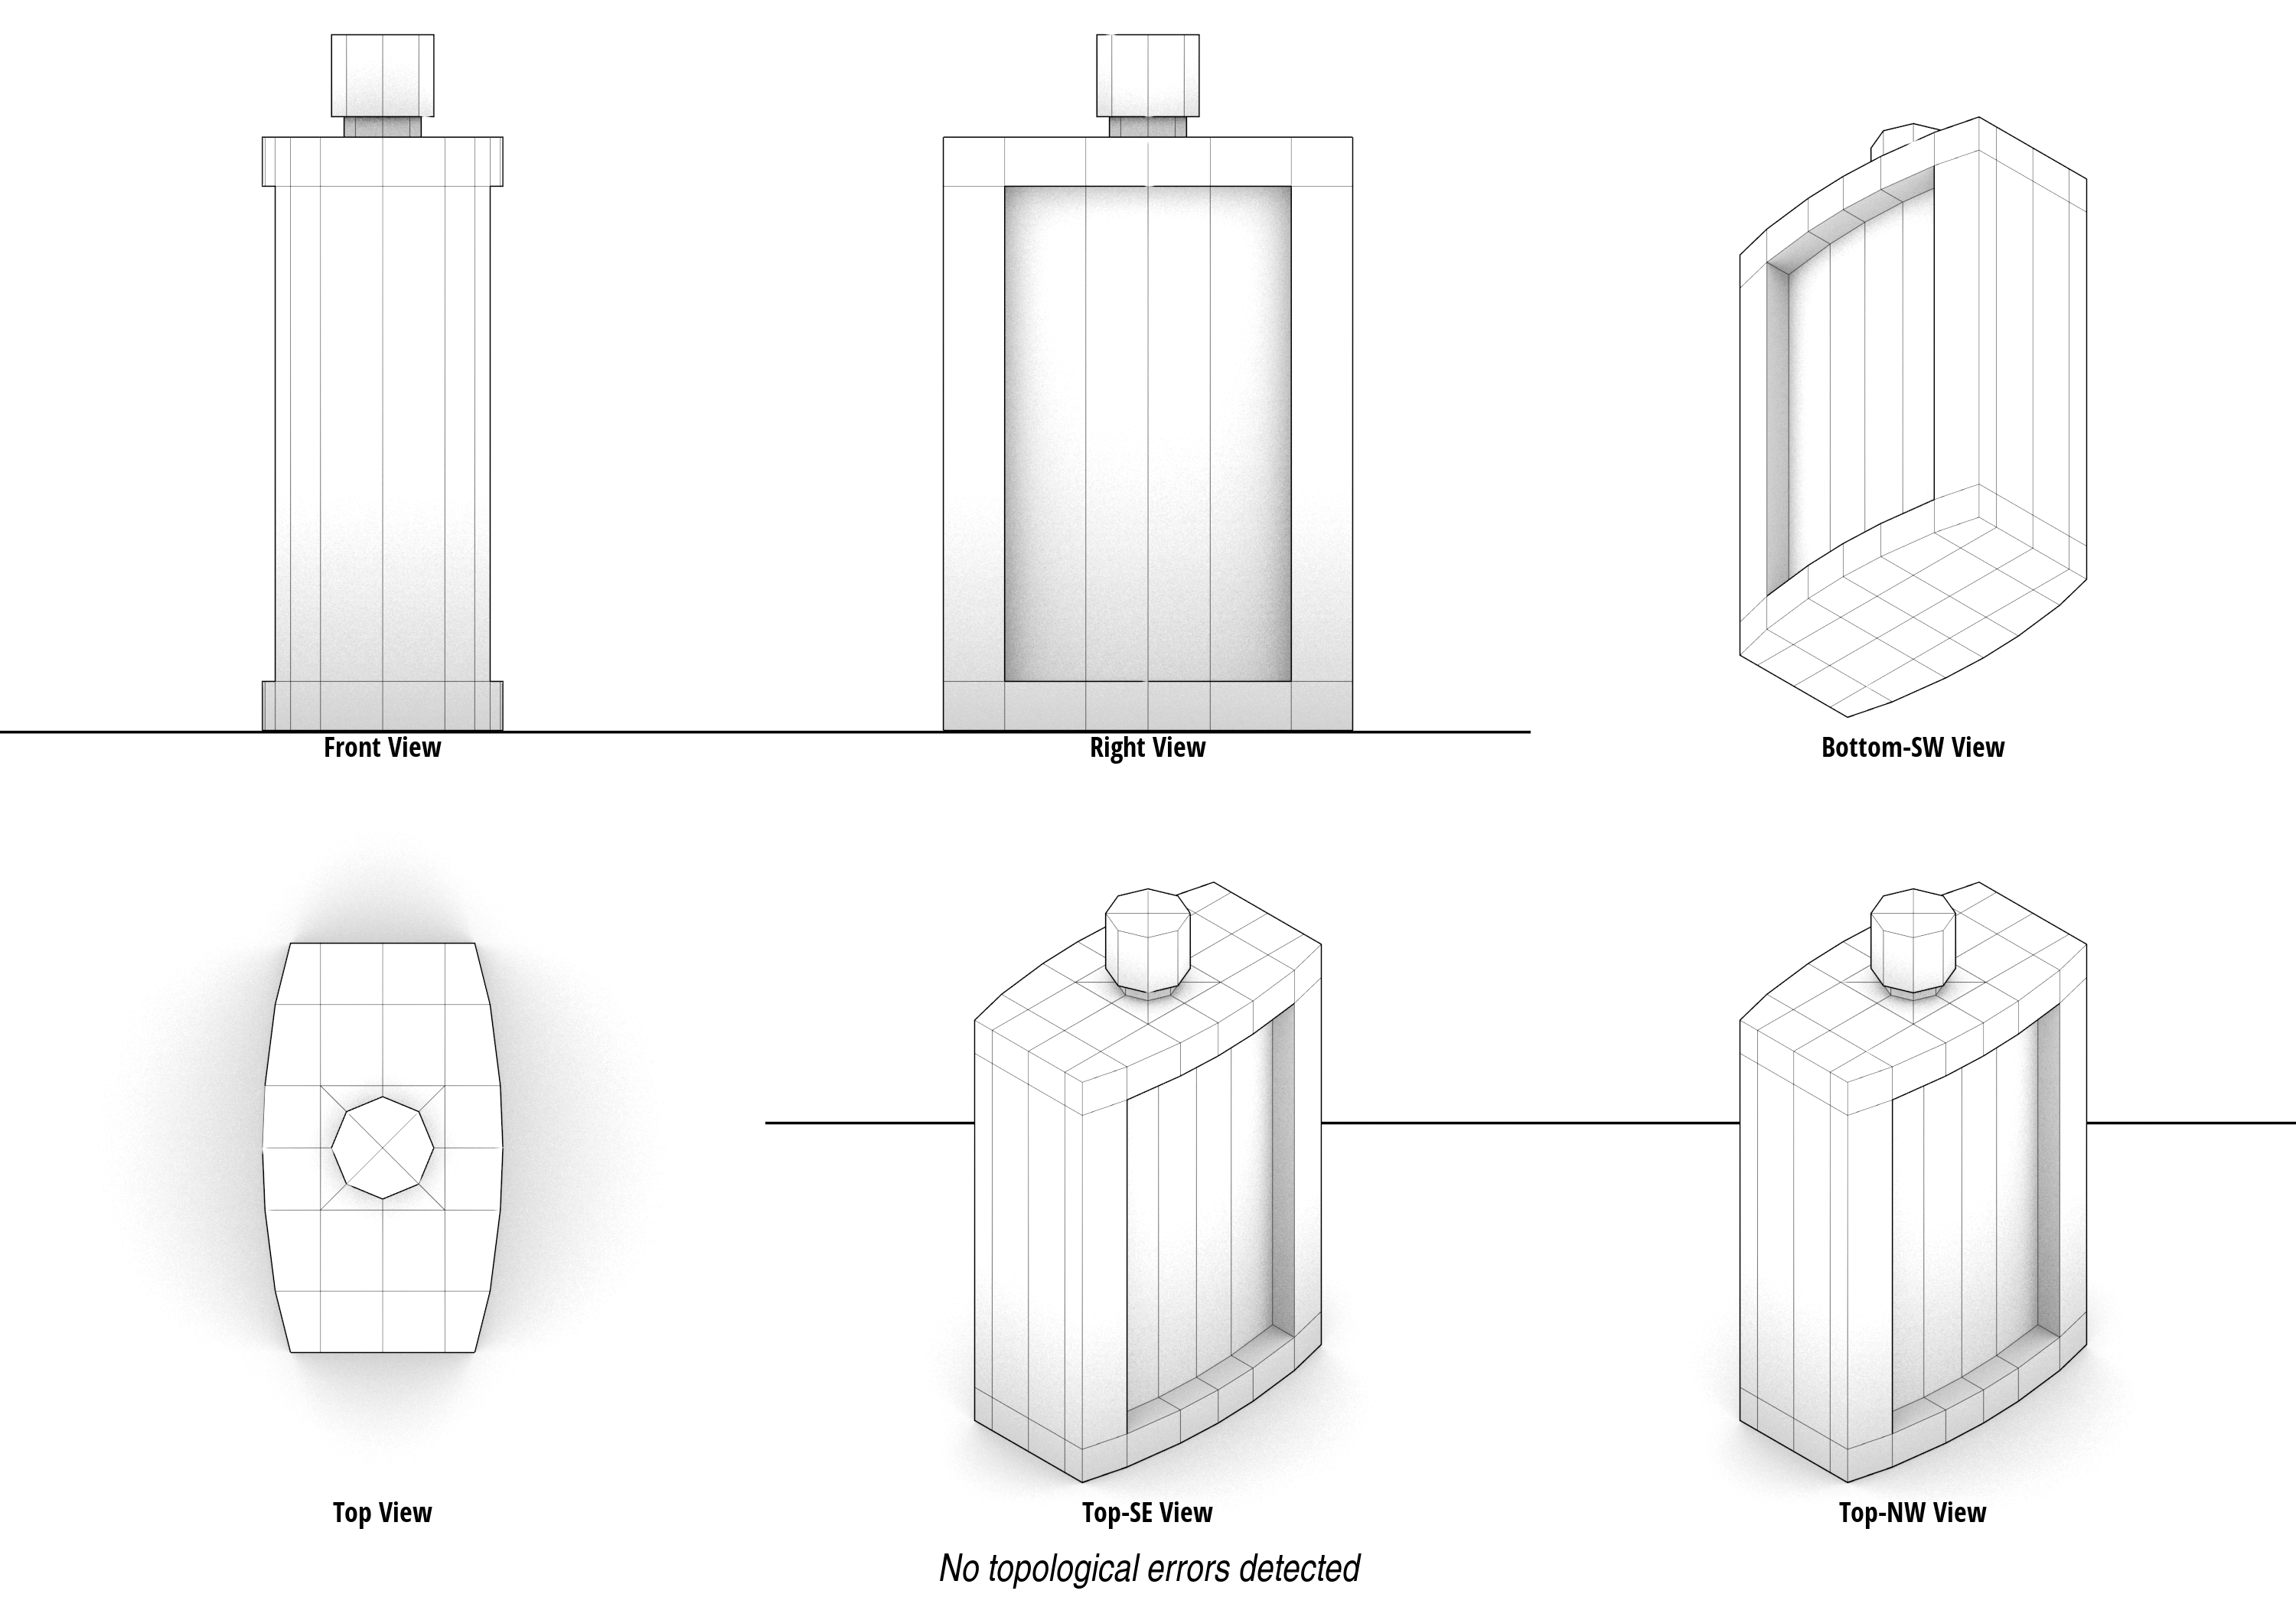 Front View
Right View
Bottom-SW View
Top View
Top-SE View
Top-NW View
No topological errors detected